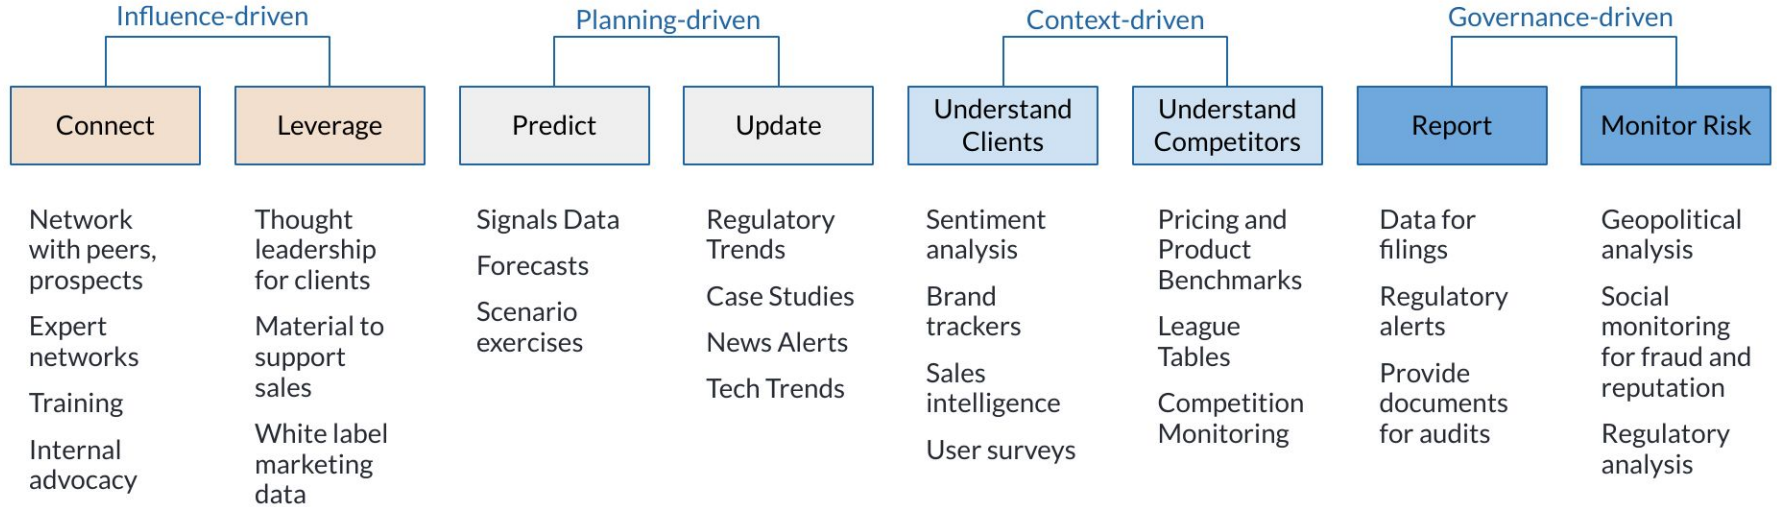 Influence-driven
Planning-driven
Context-driven
Governance-driven
Connect
Leverage
Predict
Update
Understand
Clients
Understand
Competitors
Report
Monitor Risk
Network
with peers,
prospects
Expert
networks
Training
Internal
advocacy
Thought
leadership
for clients
Material to
support
sales
White label
marketing
data
Signals Data
Forecasts
Scenario
exercises
Regulatory
Trends
Case Studies
News Alerts
Tech Trends
Sentiment
analysis
Brand
trackers
Sales
intelligence
User surveys
Pricing and
Product
Benchmarks
League
Tables
Competition
Monitoring
Data for
filings
Regulatory
alerts
Provide
documents
for audits
Geopolitical
analysis
Social
monitoring
for fraud and
reputation
Regulatory
analysis